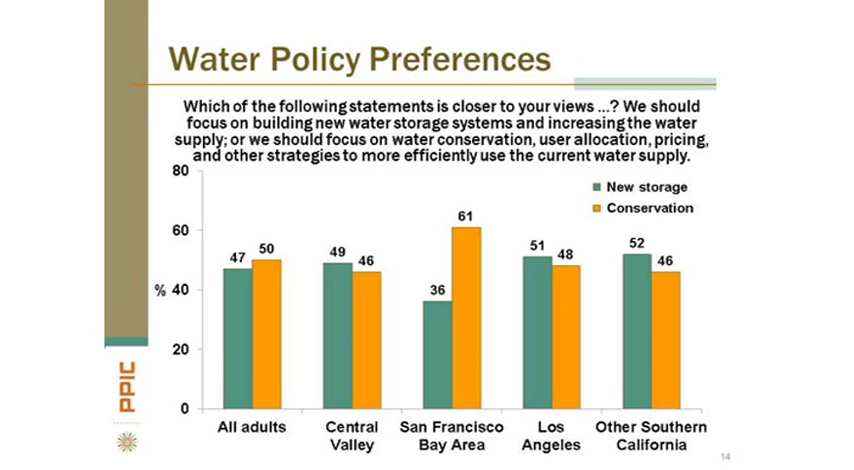 Water Policy Preferences
Which of the following statements is closer to your views ...? We should
focus on building new water storage systems and increasing the water
supply; or we should focus on water conservation, user allocation, pricing,
and other strategies to more efficiently use the current water supply.
80
60
% 40
20
0
New storage
Conservation
47
50
49
46
36
61
51
48
52
46
All adults
Central
Valley
San Francisco
Bay Area
Los
Angeles
Other Southern
California
PPIC
14